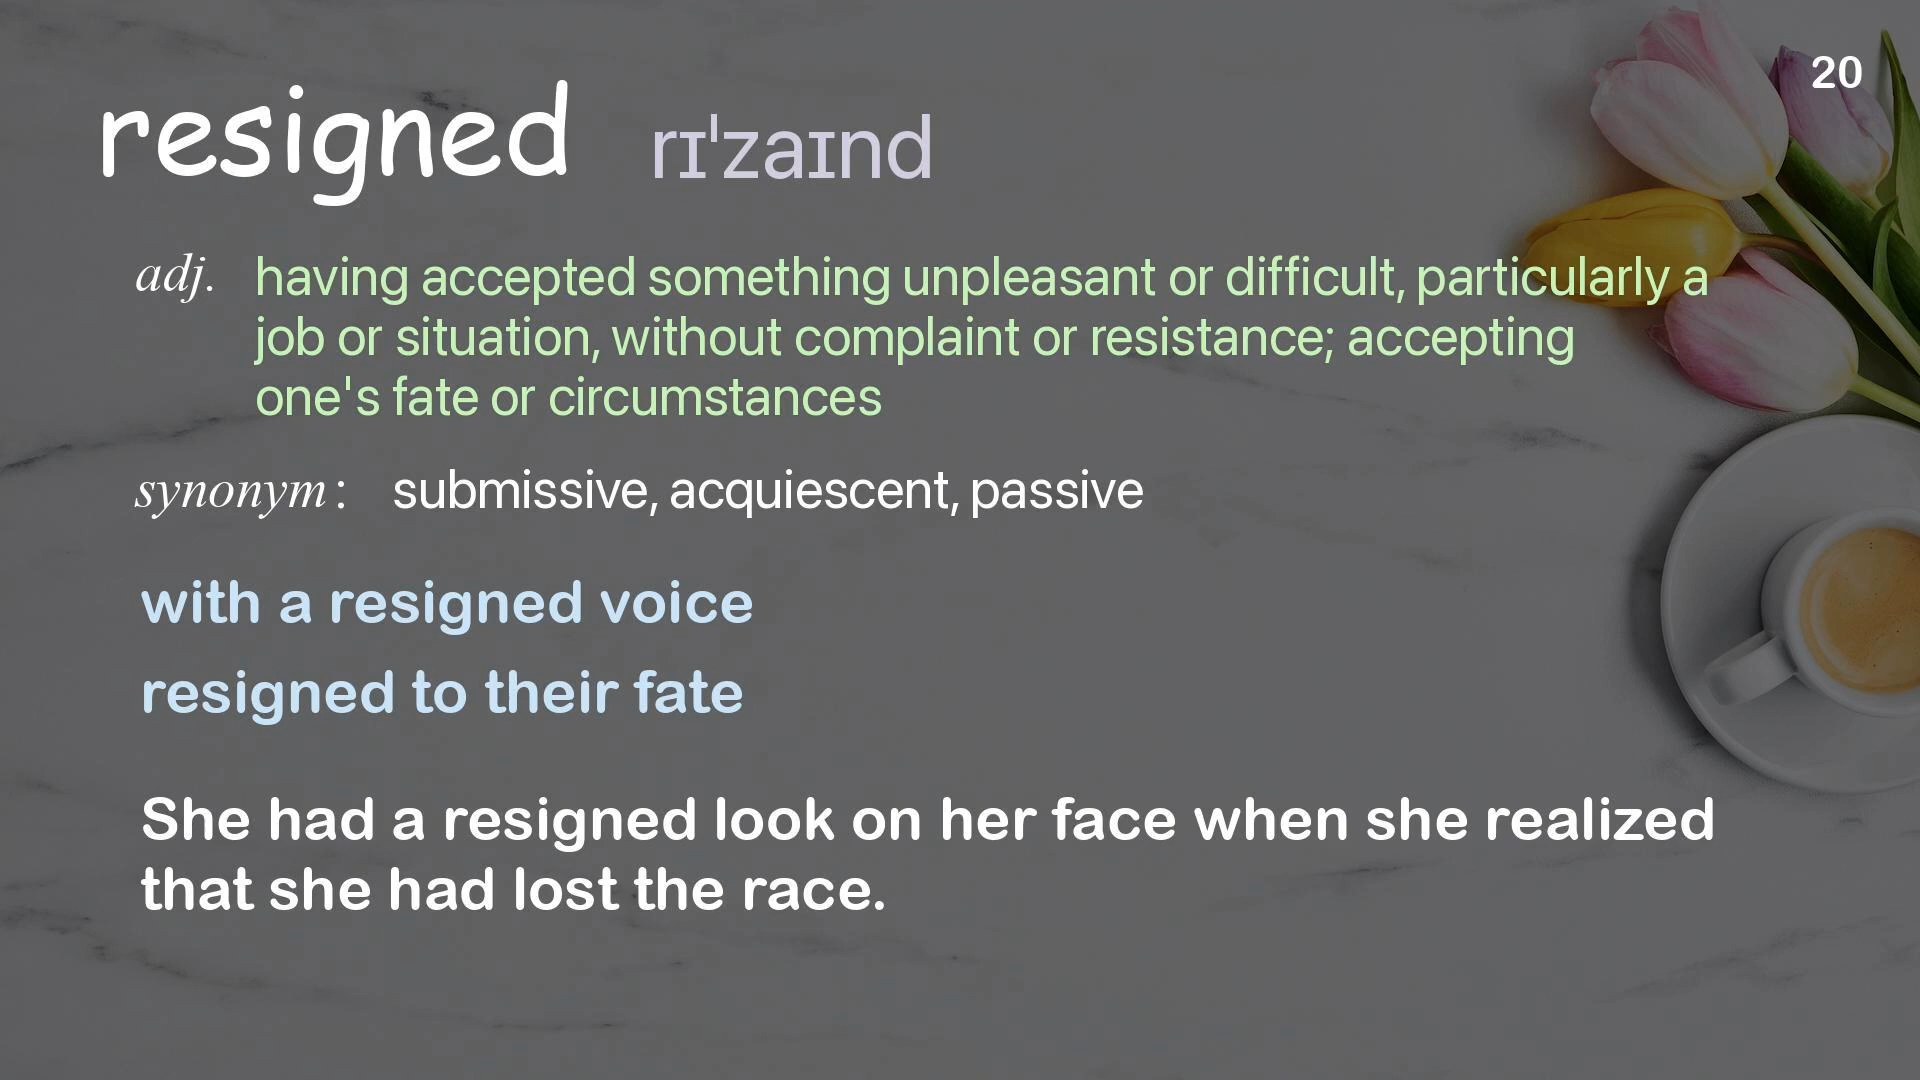 20
resigned rɪˈzaɪnd
adj. having accepted something unpleasant or difficult, particularly a
job or situation, without complaint or resistance; accepting
one's fate or circumstances
synonym : submissive, acquiescent, passive
with a resigned voice
resigned to their fate
She had a resigned look on her face when she realized
that she had lost the race.